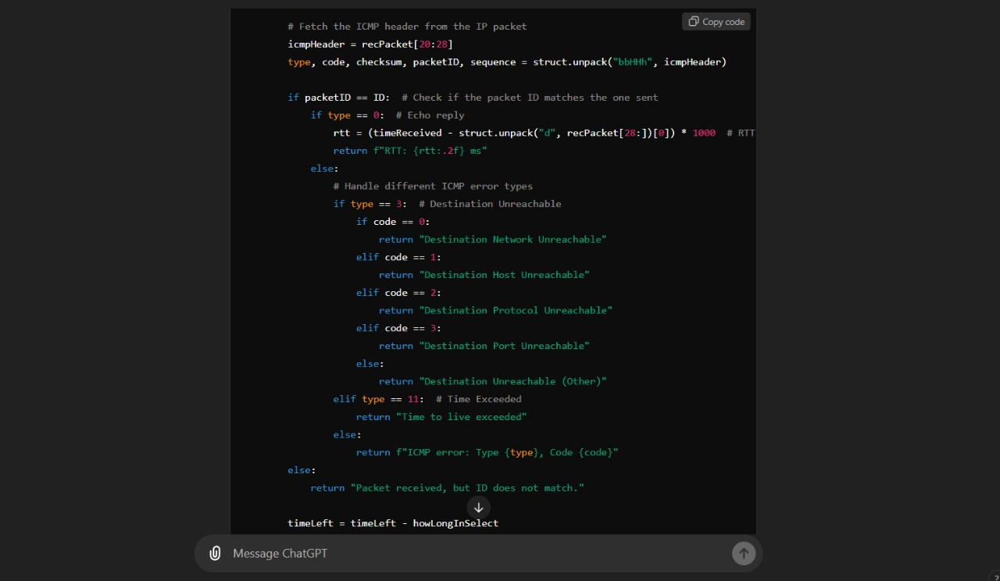 Copy code
# Fetch the ICMP header from the IP packet
icmpHeader = recPacket[20:28]
type, code, checksum, packetID, sequence = struct.unpack("bbHHh", icmpHeader)
if packetID == ID:  # Check if the packet ID matches the one sent
if type == 0:  # Echo reply
rtt = (timeReceived - struct.unpack("d", recPacket[28:])[0]) * 1000  # RTT
return f"RTT: {rtt:.2f} ms"
else:
# Handle different ICMP error types
if type == 3:  # Destination Unreachable
if code == 0:
return "Destination Network Unreachable"
elif code == 1:
return "Destination Host Unreachable"
elif code == 2:
return "Destination Protocol Unreachable"
elif code == 3:
return "Destination Port Unreachable"
else:
return "Destination Unreachable (Other)"
elif type == 11:  # Time Exceeded
return "Time to live exceeded"
else:
return f"ICMP error: Type {type}, Code {code}"
else:
return "Packet received, but ID does not match."
timeLeft = timeLeft - howLongInSelect
Message ChatGPT
?